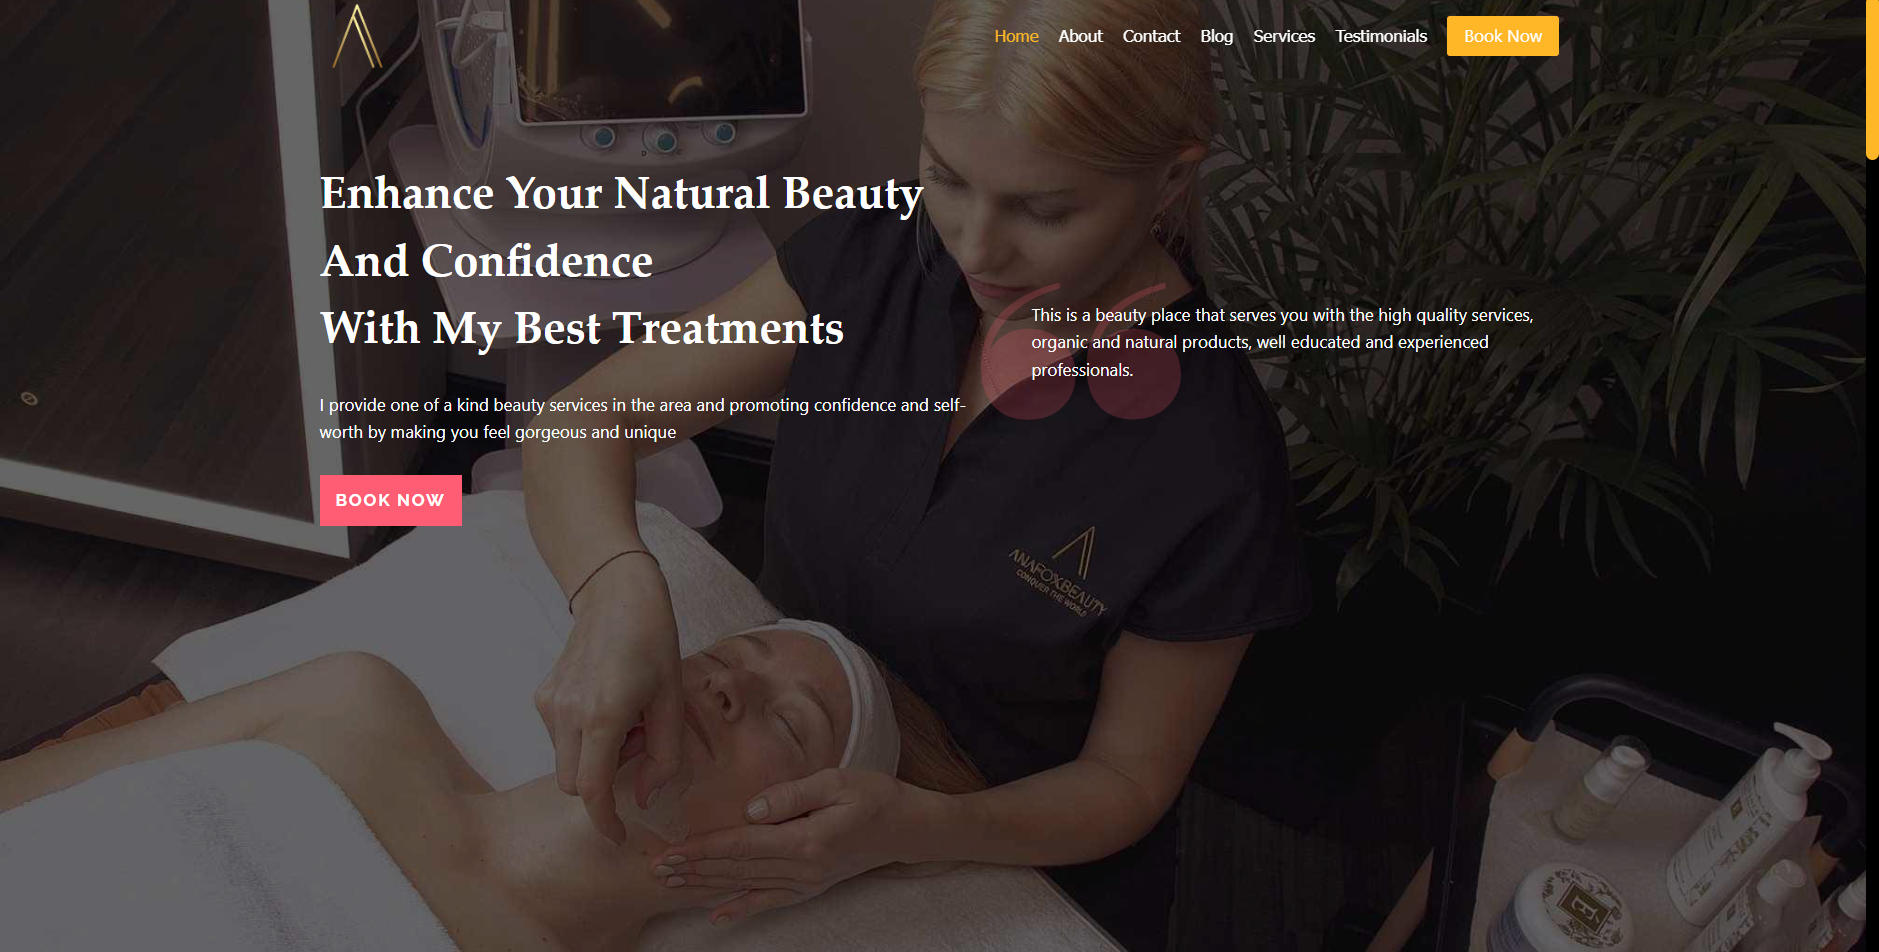 Home About Contact Blog Services Testimonials Book Now
Enhance Your Natural Beauty
And Confidence
With My Best Treatments
I provide one of a kind beauty services in the area and promoting confidence and self-
worth by making you feel gorgeous and unique
BOOK NOW
This is a beauty place that serves you with the high quality services,
organic and natural products, well educated and experienced
professionals.
ANAFOXBEAUTY
CONQUER THE WORLD